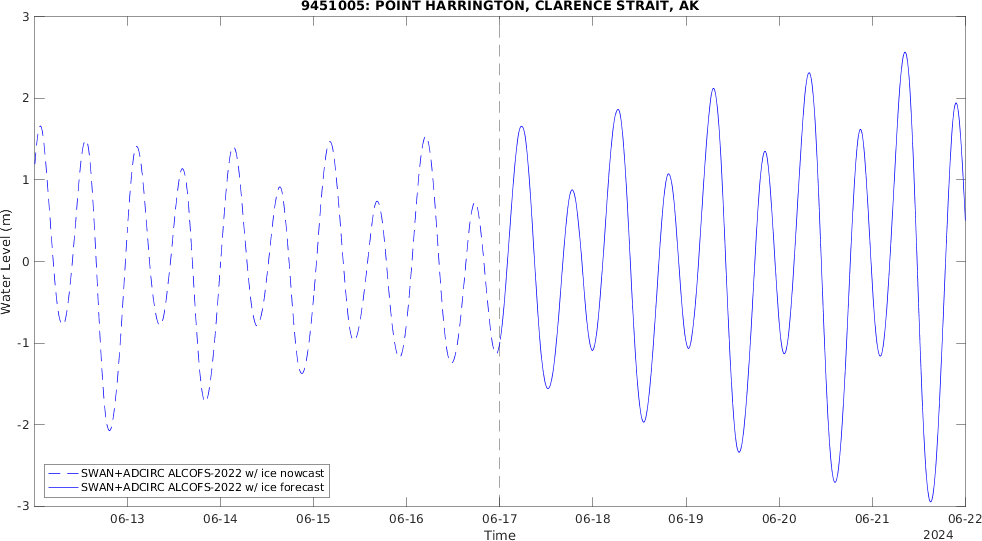 9451005: POINT HARRINGTON, CLARENCE STRAIT, AK
3
2
1
0
-1
-2
-3
Water Level (m)
SWAN+ADCIRC ALCOFS-2022 w/ ice nowcast
SWAN+ADCIRC ALCOFS-2022 w/ ice forecast
06-13 06-14 06-15 06-16 06-17 06-18 06-19 06-20 06-21 06-22
Time
2024